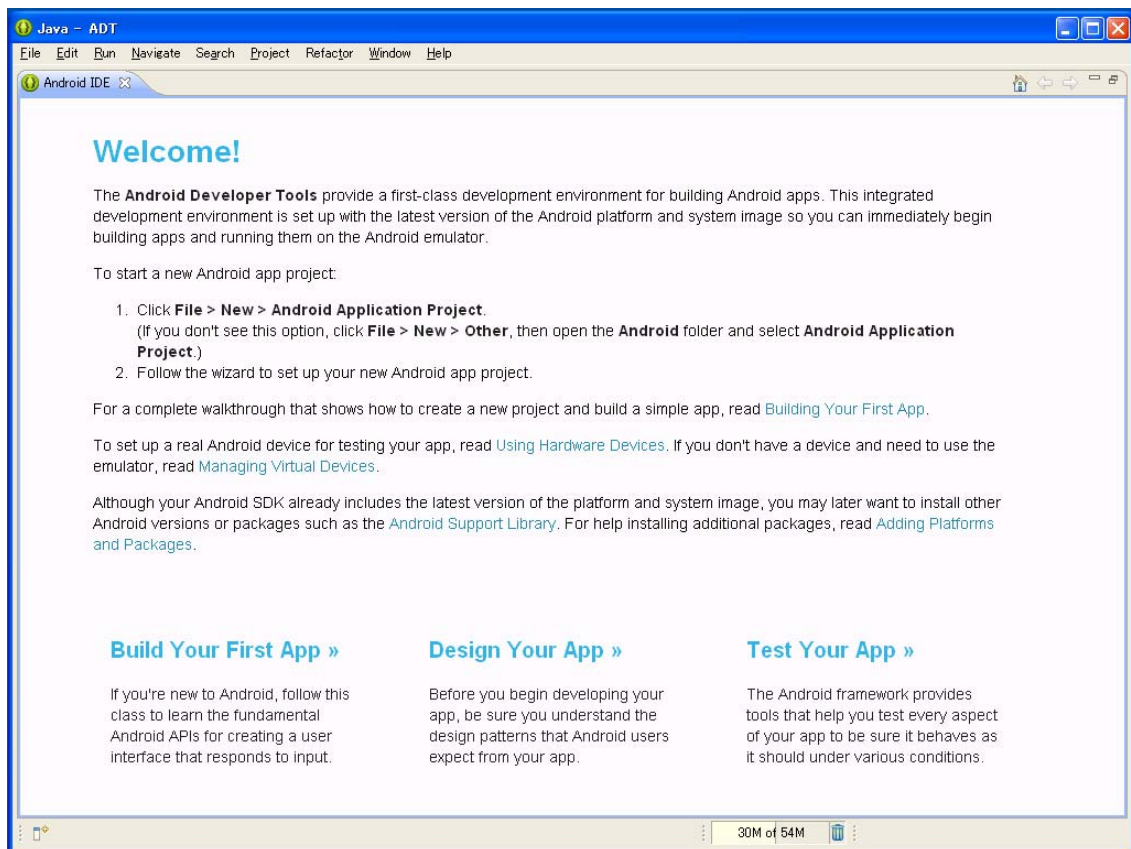 Java - ADT
File Edit Run Navigate Search Project Refactor Window Help
Android IDE
Welcome!
The Android Developer Tools provide a first-class development environment for building Android apps. This integrated
development environment is set up with the latest version of the Android platform and system image so you can immediately begin
building apps and running them on the Android emulator.
To start a new Android app project:
1. Click File > New > Android Application Project.
(If you don't see this option, click File > New > Other, then open the Android folder and select Android Application
Project.)
2. Follow the wizard to set up your new Android app project.
For a complete walkthrough that shows how to create a new project and build a simple app, read Building Your First App.
To set up a real Android device for testing your app, read Using Hardware Devices. If you don't have a device and need to use the
emulator, read Managing Virtual Devices.
Although your Android SDK already includes the latest version of the platform and system image, you may later want to install other
Android versions or packages such as the Android Support Library. For help installing additional packages, read Adding Platforms
and Packages.
Build Your First App »
If you're new to Android, follow this
class to learn the fundamental
Android APIs for creating a user
interface that responds to input.
Design Your App »
Before you begin developing your
app, be sure you understand the
design patterns that Android users
expect from your app.
Test Your App »
The Android framework provides
tools that help you test every aspect
of your app to be sure it behaves as
it should under various conditions.
30M of 54M